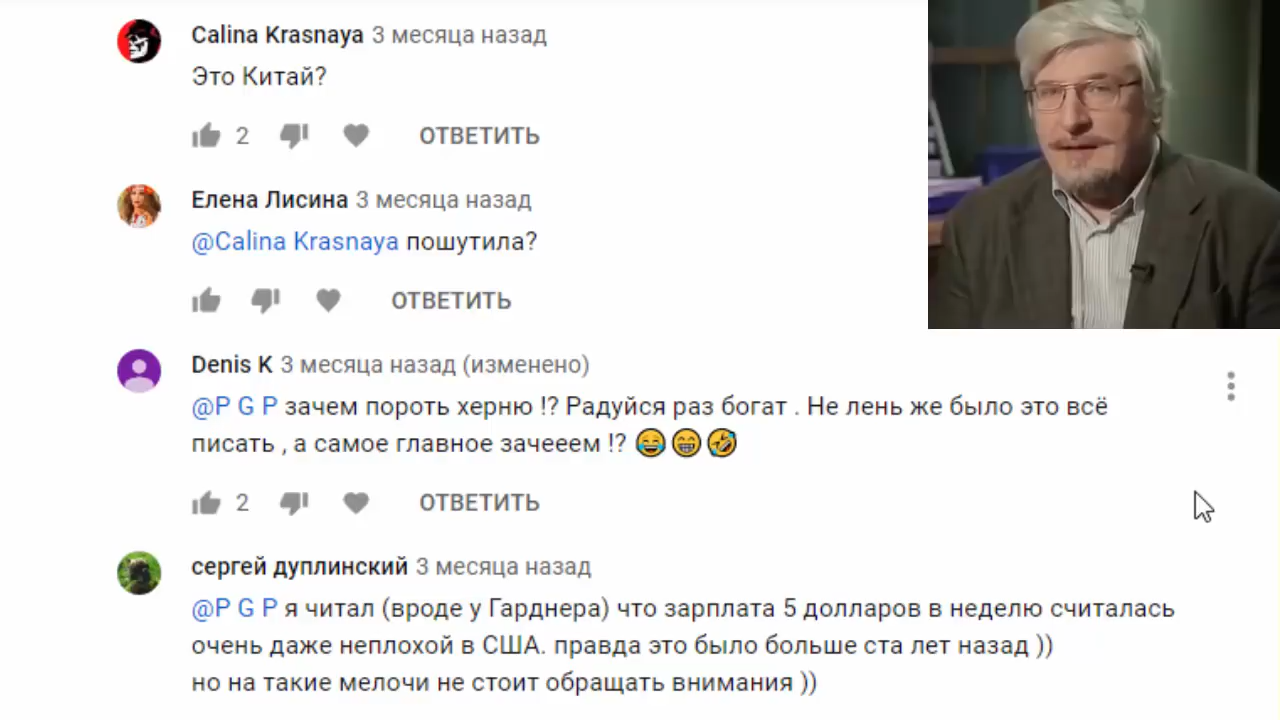 Calina Krasnaya 3 месяца назад
Это Китай?
2 ОТВЕТИТЬ
Елена Лисина 3 месяца назад
@Calina Krasnaya пошутила?
ОТВЕТИТЬ
Denis K 3 месяца назад (изменено)
@P G P зачем пороть херню !? Радуйся раз богат . Не лень же было это всё
писать , а самое главное зачееем !? 😂😁🤣
2 ОТВЕТИТЬ
сергей дуплинский 3 месяца назад
@P G P я читал (вроде у Гарднера) что зарплата 5 долларов в неделю считалась
очень даже неплохой в США. правда это было больше ста лет назад ))
но на такие мелочи не стоит обращать внимания ))